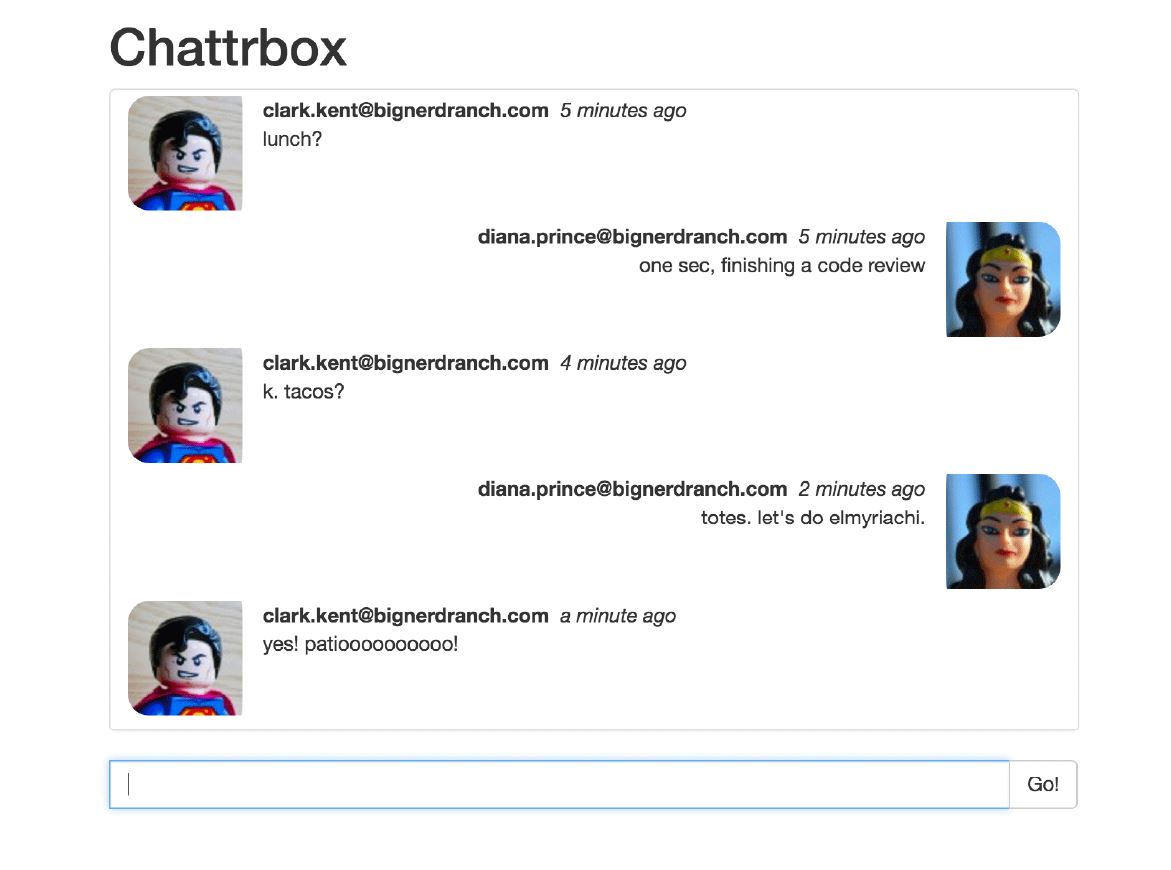 Chattrbox
clark.kent@bignerdranch.com 5 minutes ago
lunch?
diana.prince@bignerdranch.com 5 minutes ago
one sec, finishing a code review
clark.kent@bignerdranch.com 4 minutes ago
k. tacos?
diana.prince@bignerdranch.com 2 minutes ago
totes. let's do elmyriachi.
clark.kent@bignerdranch.com a minute ago
yes! patioooooooooo!
Go!